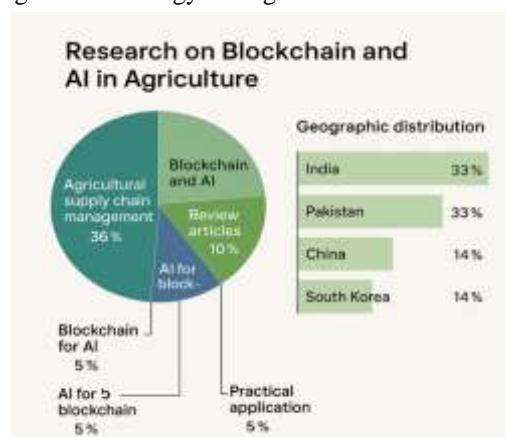 Research on Blockchain and
AI in Agriculture
Agricultural
supply chain
management
36%
Blockchain
and AI
Review
articles
10%
AI for
block-
Blockchain
for AI
5%
AI for 5
blockchain
5%
Practical
application
5%
Geographic distribution
India 33%
Pakistan 33%
China 14%
South Korea 14%